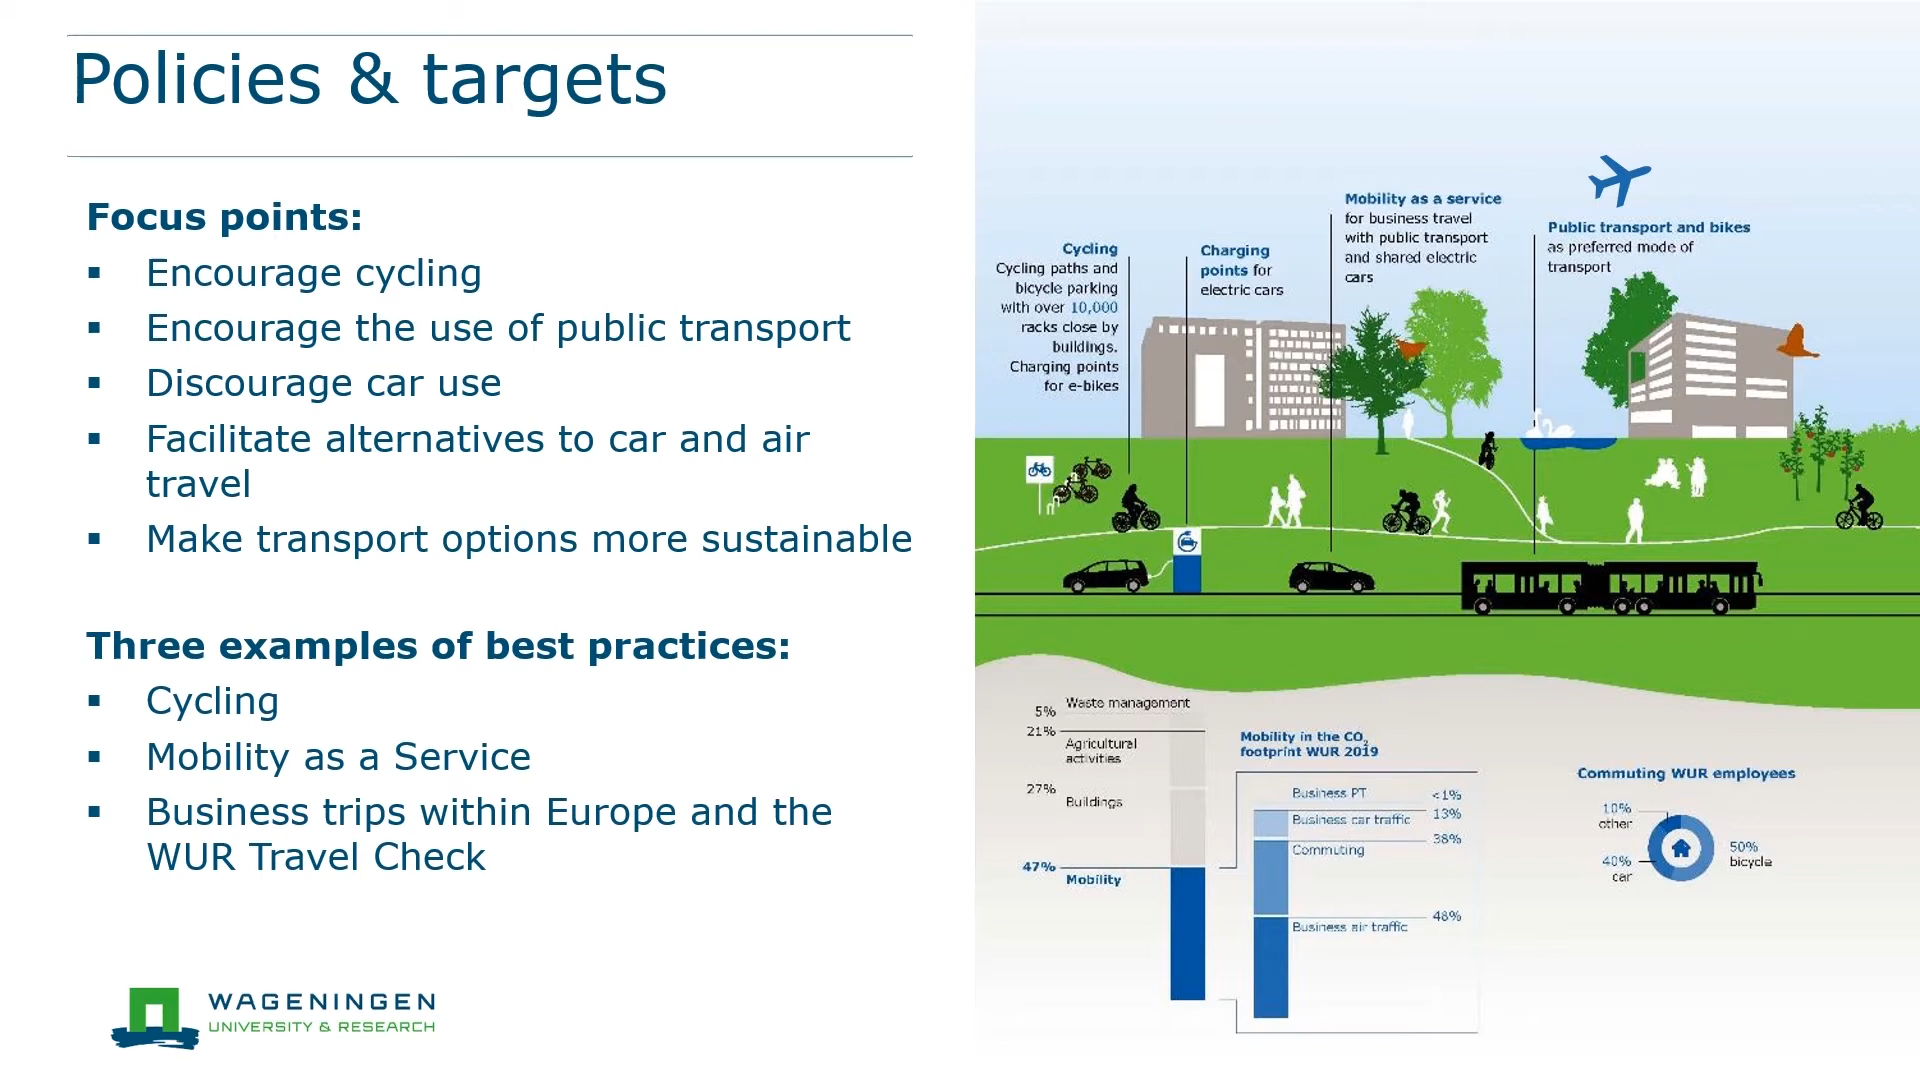 Policies & targets
Focus points:
▪ Encourage cycling
▪ Encourage the use of public transport
▪ Discourage car use
▪ Facilitate alternatives to car and air
travel
▪ Make transport options more sustainable
Three examples of best practices:
▪ Cycling
▪ Mobility as a Service
▪ Business trips within Europe and the
WUR Travel Check
WAGENINGEN
UNIVERSITY & RESEARCH
Cycling
Cycling paths and
bicycle parking
with over 10,000
racks close by
buildings.
Charging points
for e-bikes
Charging
points for
electric cars
Mobility as a service
for business travel
with public transport
and shared electric
cars
Public transport and bikes
as preferred mode of
transport
5% Waste management
21%
Agricultural
activities
27%
Buildings
47%
Mobility
Mobility in the CO2
footprint WUR 2019
Business PT <1%
13%
Business car traffic
38%
Commuting
48%
Business air traffic
Commuting WUR employees
10%
other
40%
car
50%
bicycle